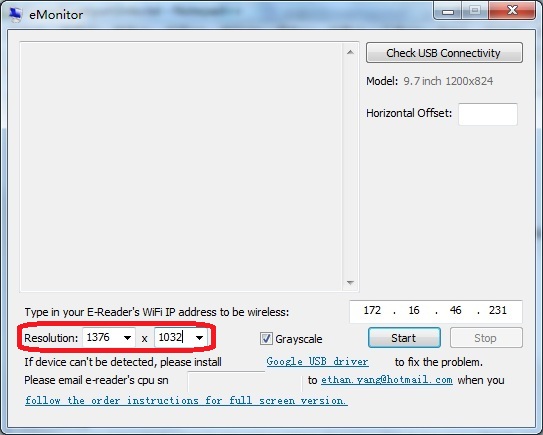 eMonitor
Check USB Connectivity
Model: 9.7 inch 1200x824
Horizontal Offset:
Type in your E-Reader's WiFi IP address to be wireless:
172 . 16 . 46 . 231
Resolution: 1376 x 1032
Grayscale
Start
Stop
If device can't be detected, please install Google USB driver to fix the problem.
Please email e-reader's cpu sn to ethan.yang@hotmail.com when you
follow the order instructions for full screen version.